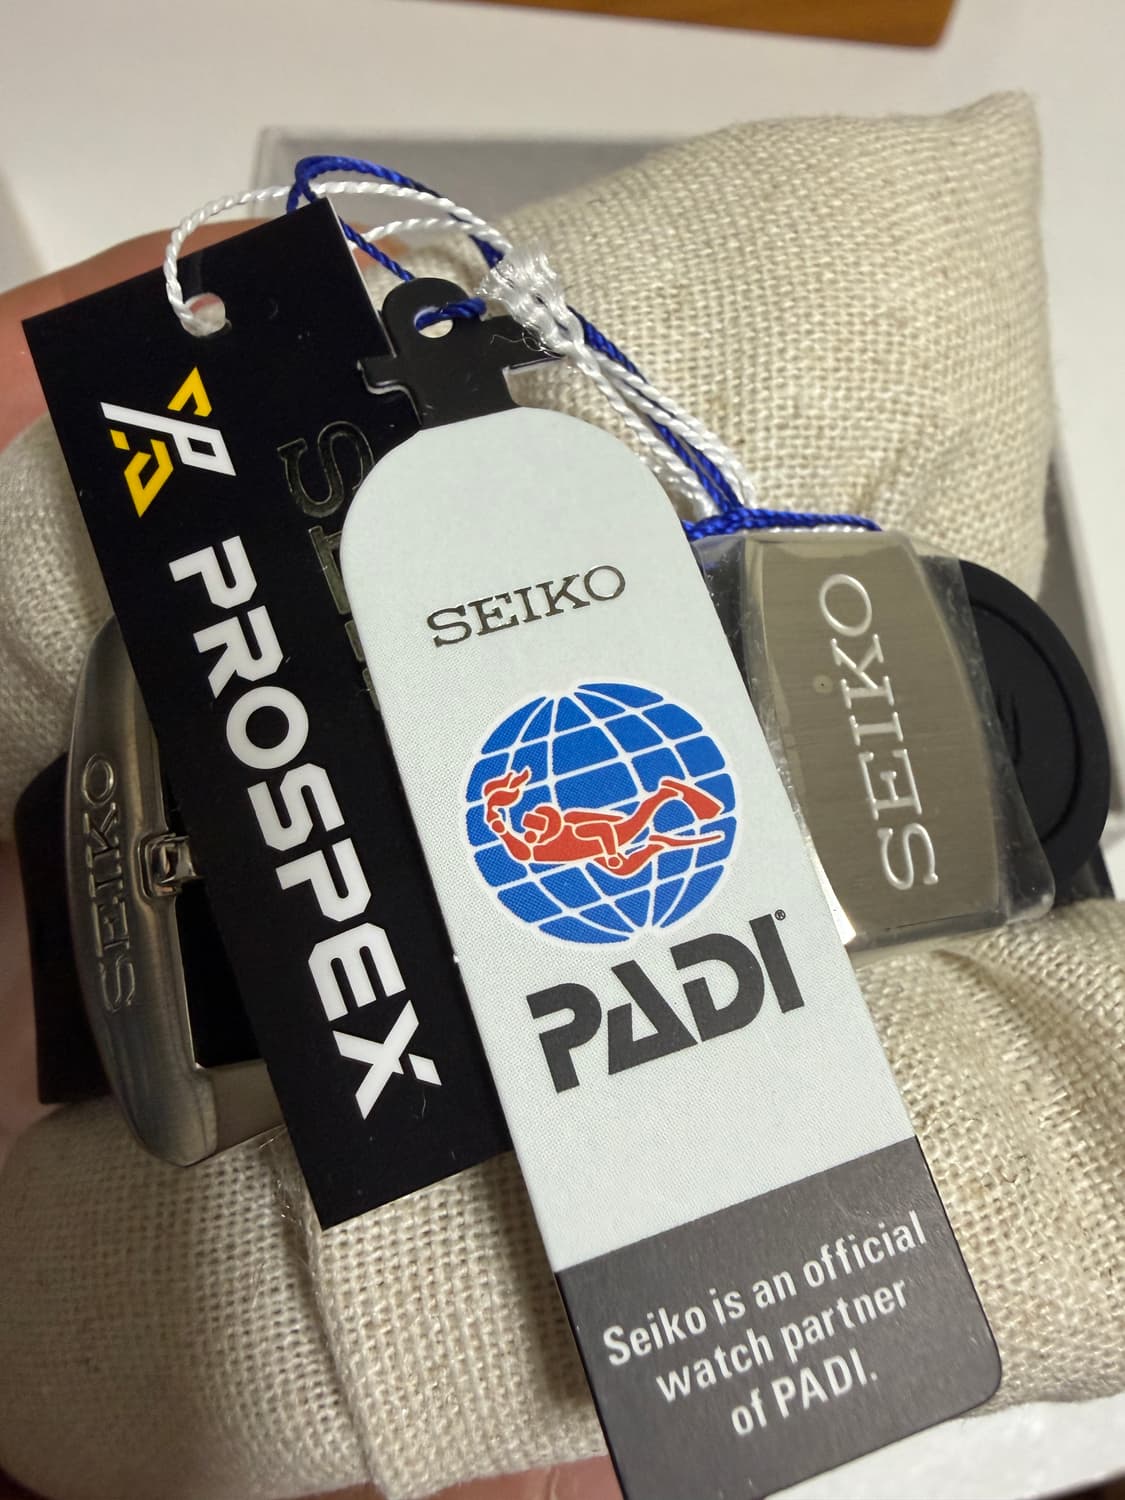 PROSPEX
SEIKO
PADI®
Seiko is an official
watch partner
of PADI.
SEIKO
SEIKO